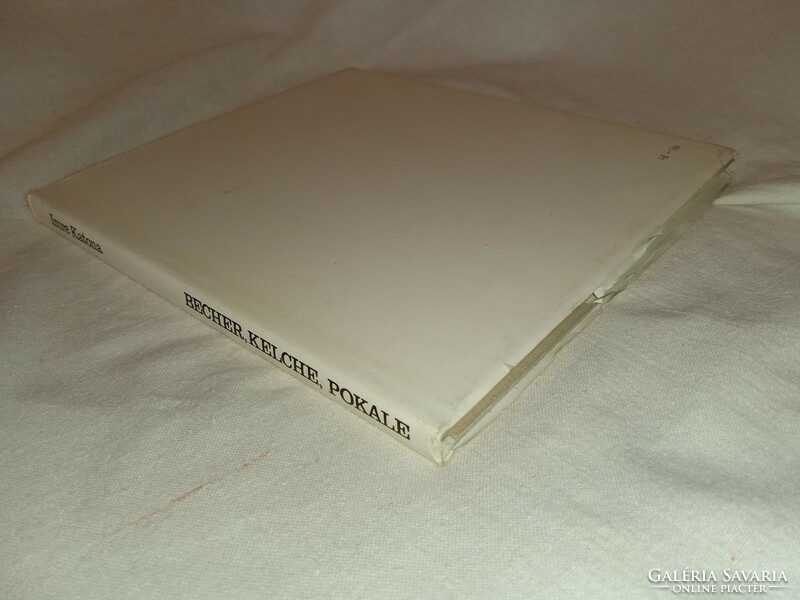 Imre Katona
BECHER, KELCHE, POKALE
GALÉRIA SAVARIA
ONLINE PIACTÉR